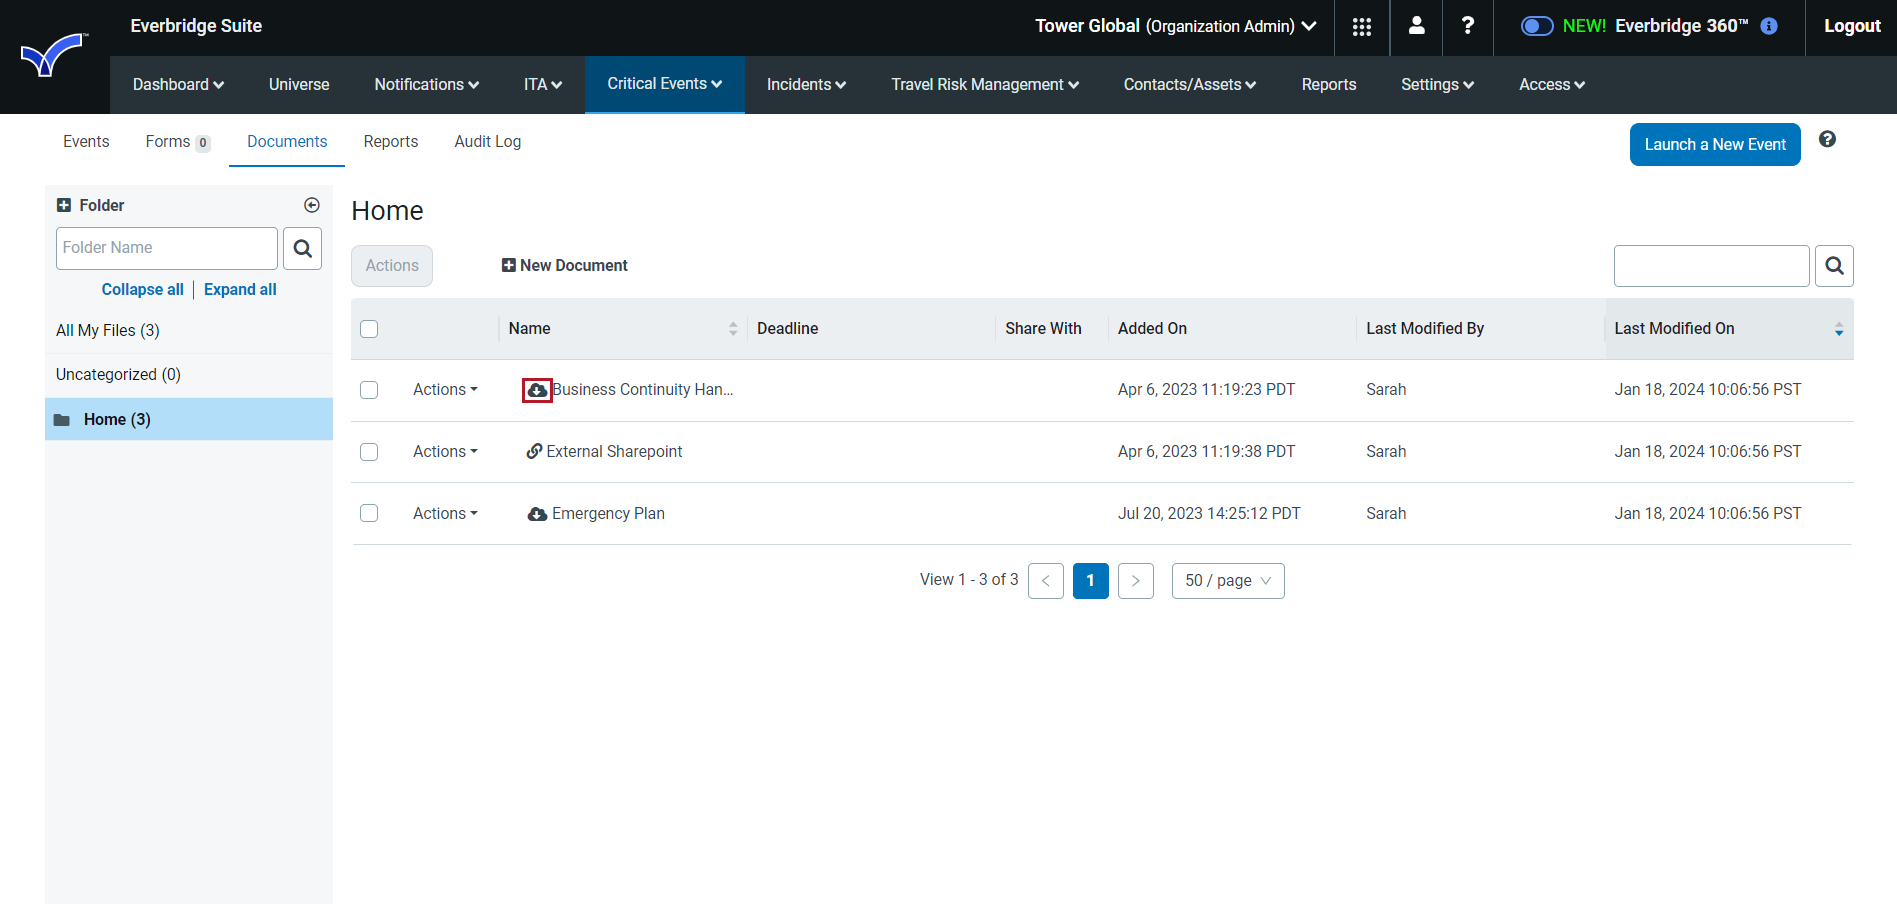 Everbridge Suite
Tower Global (Organization Admin)
?
NEW! Everbridge 360™
Logout
Dashboard Universe Notifications ITA Critical Events Incidents Travel Risk Management Contacts/Assets Reports Settings Access
Events Forms 0 Documents Reports Audit Log
Launch a New Event
?
Folder
Folder Name
Collapse all | Expand all
All My Files (3)
Uncategorized (0)
Home (3)
Home
Actions
New Document
Name Deadline Share With Added On Last Modified By Last Modified On
Actions Business Continuity Han... Apr 6, 2023 11:19:23 PDT Sarah Jan 18, 2024 10:06:56 PST
Actions External Sharepoint Apr 6, 2023 11:19:38 PDT Sarah Jan 18, 2024 10:06:56 PST
Actions Emergency Plan Jul 20, 2023 14:25:12 PDT Sarah Jan 18, 2024 10:06:56 PST
View 1 - 3 of 3 < 1 > 50 / page